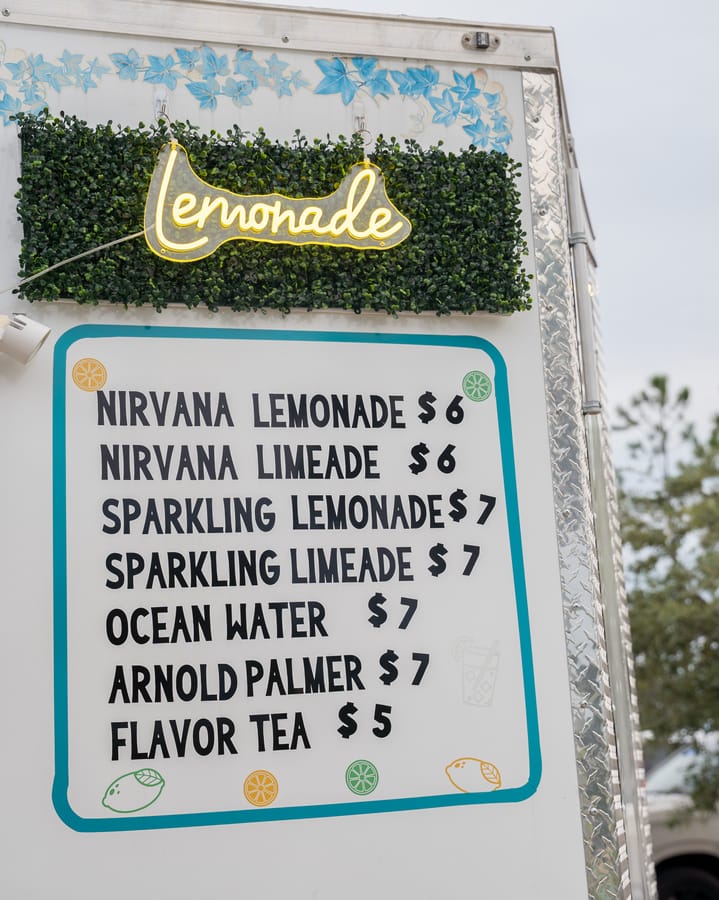 Lemonade
NIRVANA LEMONADE $6
NIRVANA LIMEADE $6
SPARKLING LEMONADE $7
SPARKLING LIMEADE $7
OCEAN WATER $7
ARNOLD PALMER $7
FLAVOR TEA $5